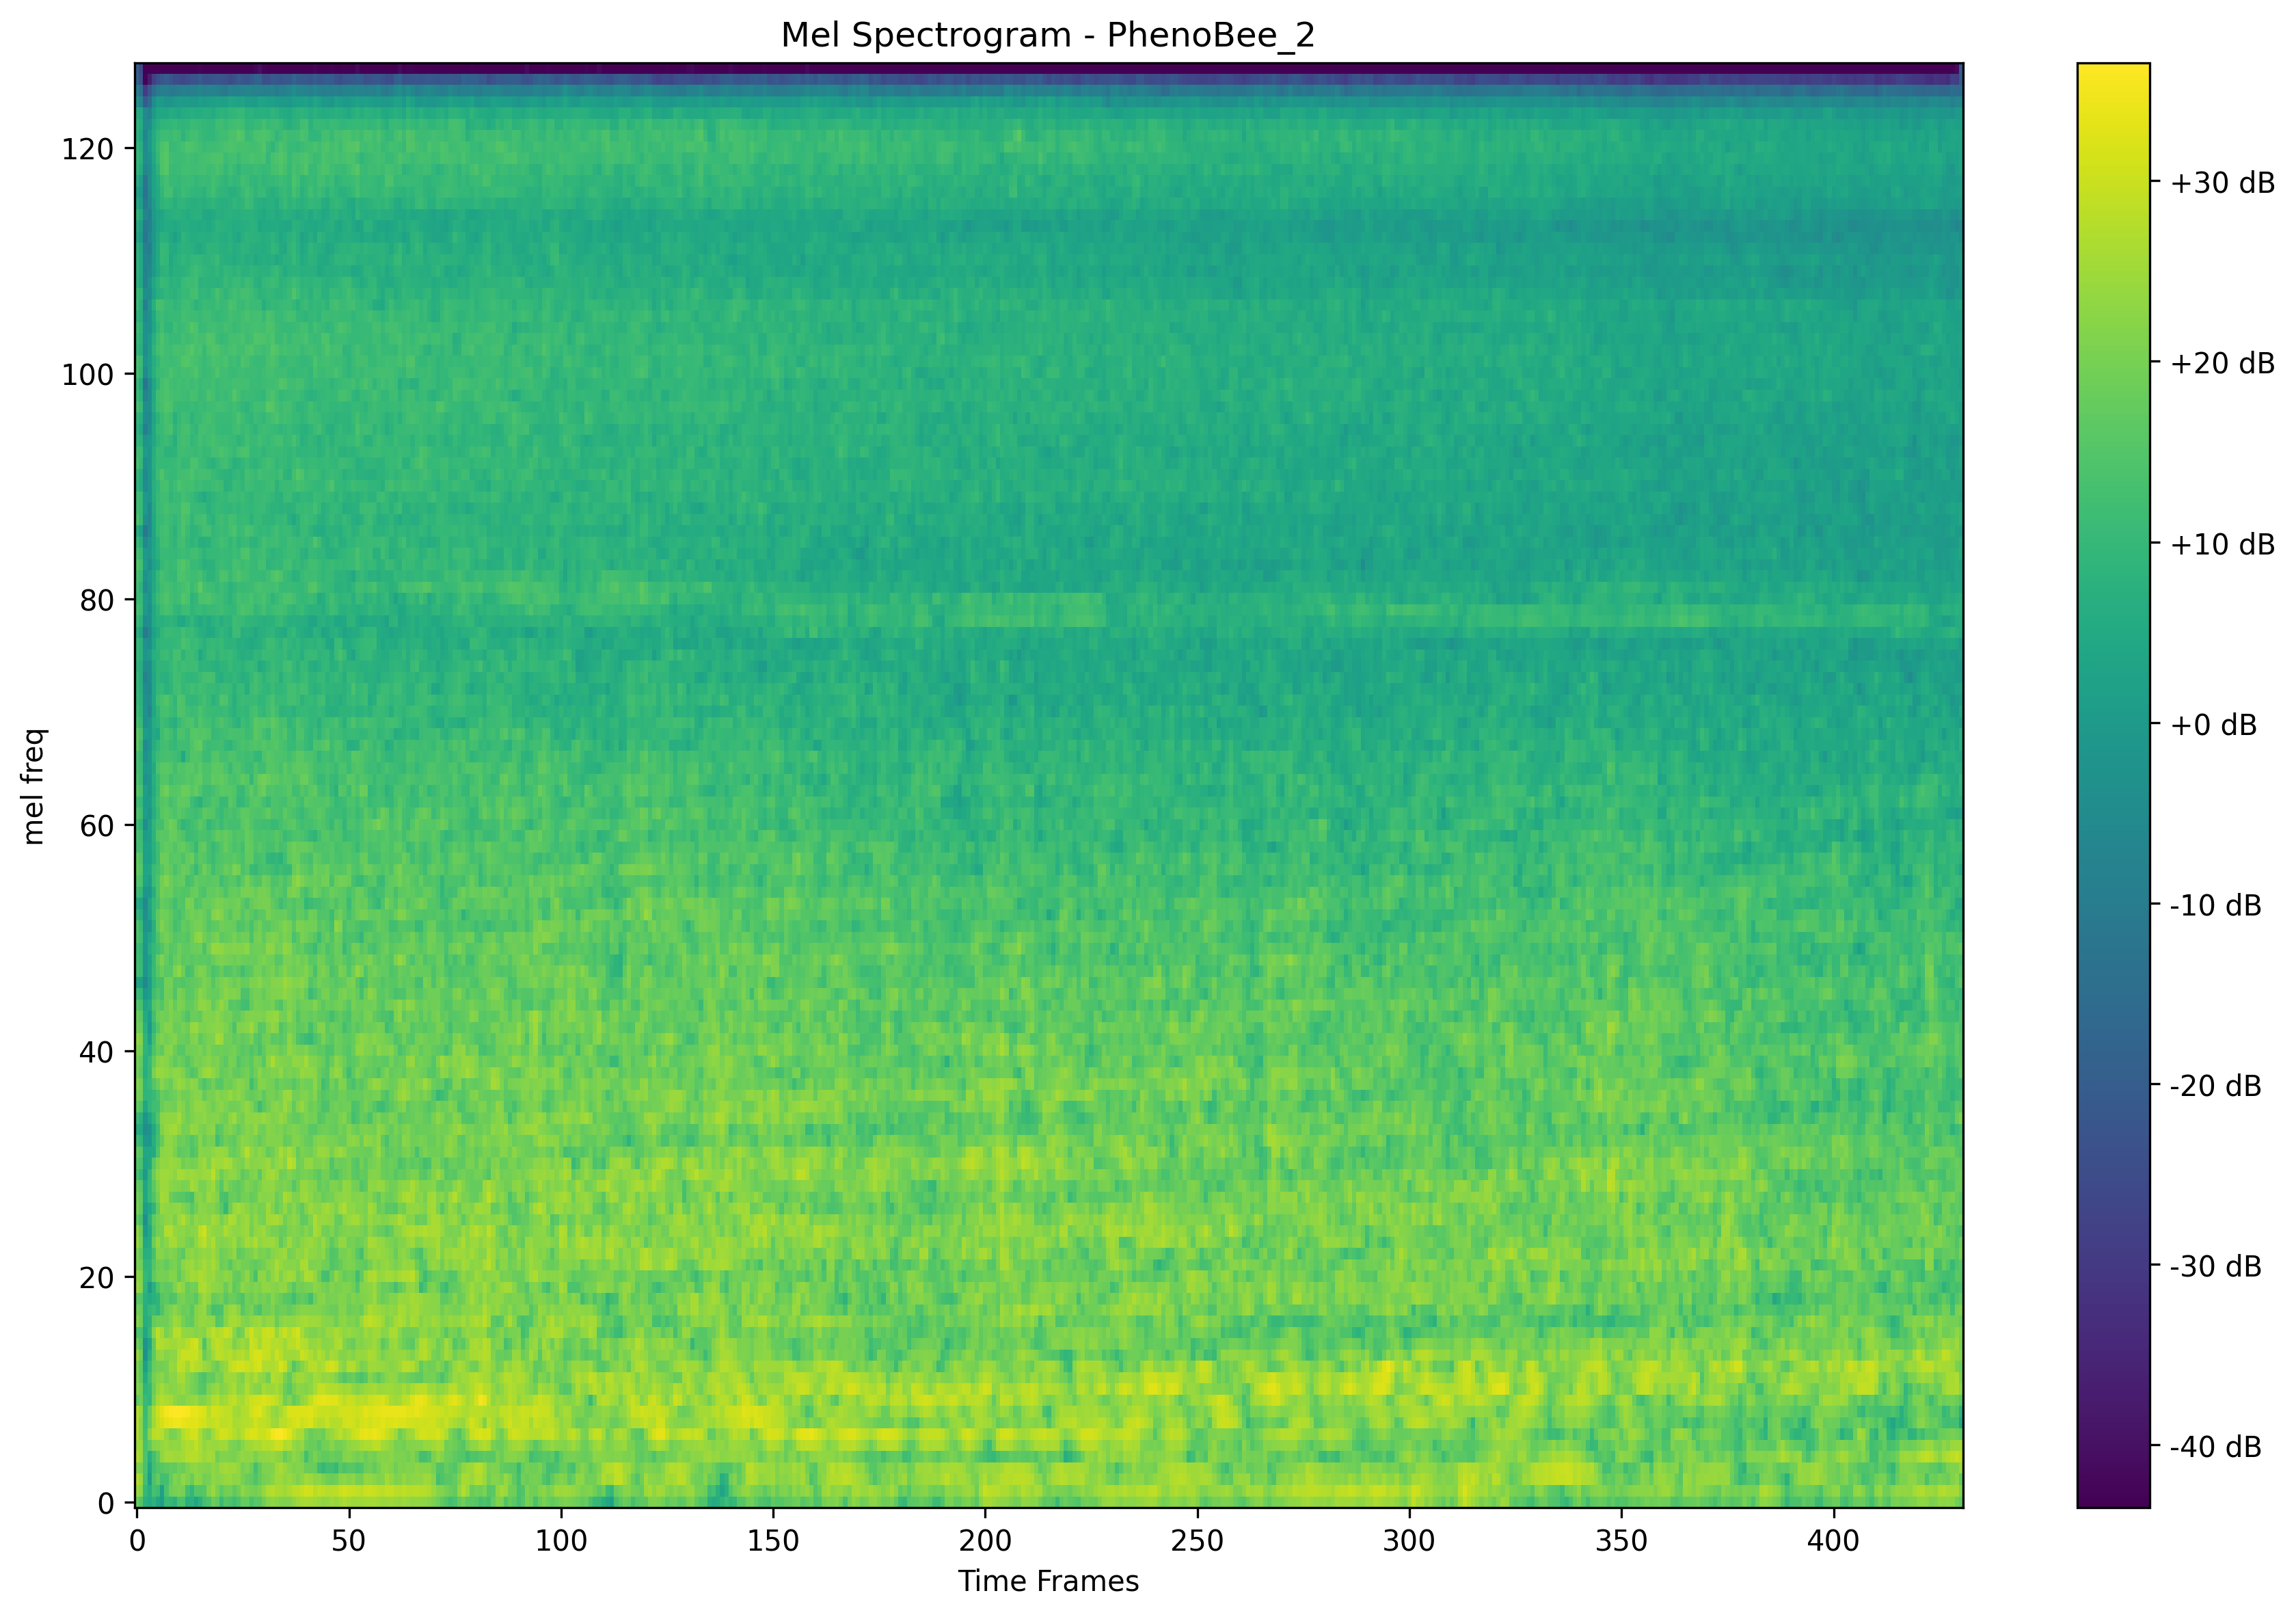 Mel Spectrogram - PhenoBee_2
mel freq
120
100
80
60
40
20
0
0 50 100 150 200 250 300 350 400
Time Frames
+30 dB
+20 dB
+10 dB
+0 dB
-10 dB
-20 dB
-30 dB
-40 dB